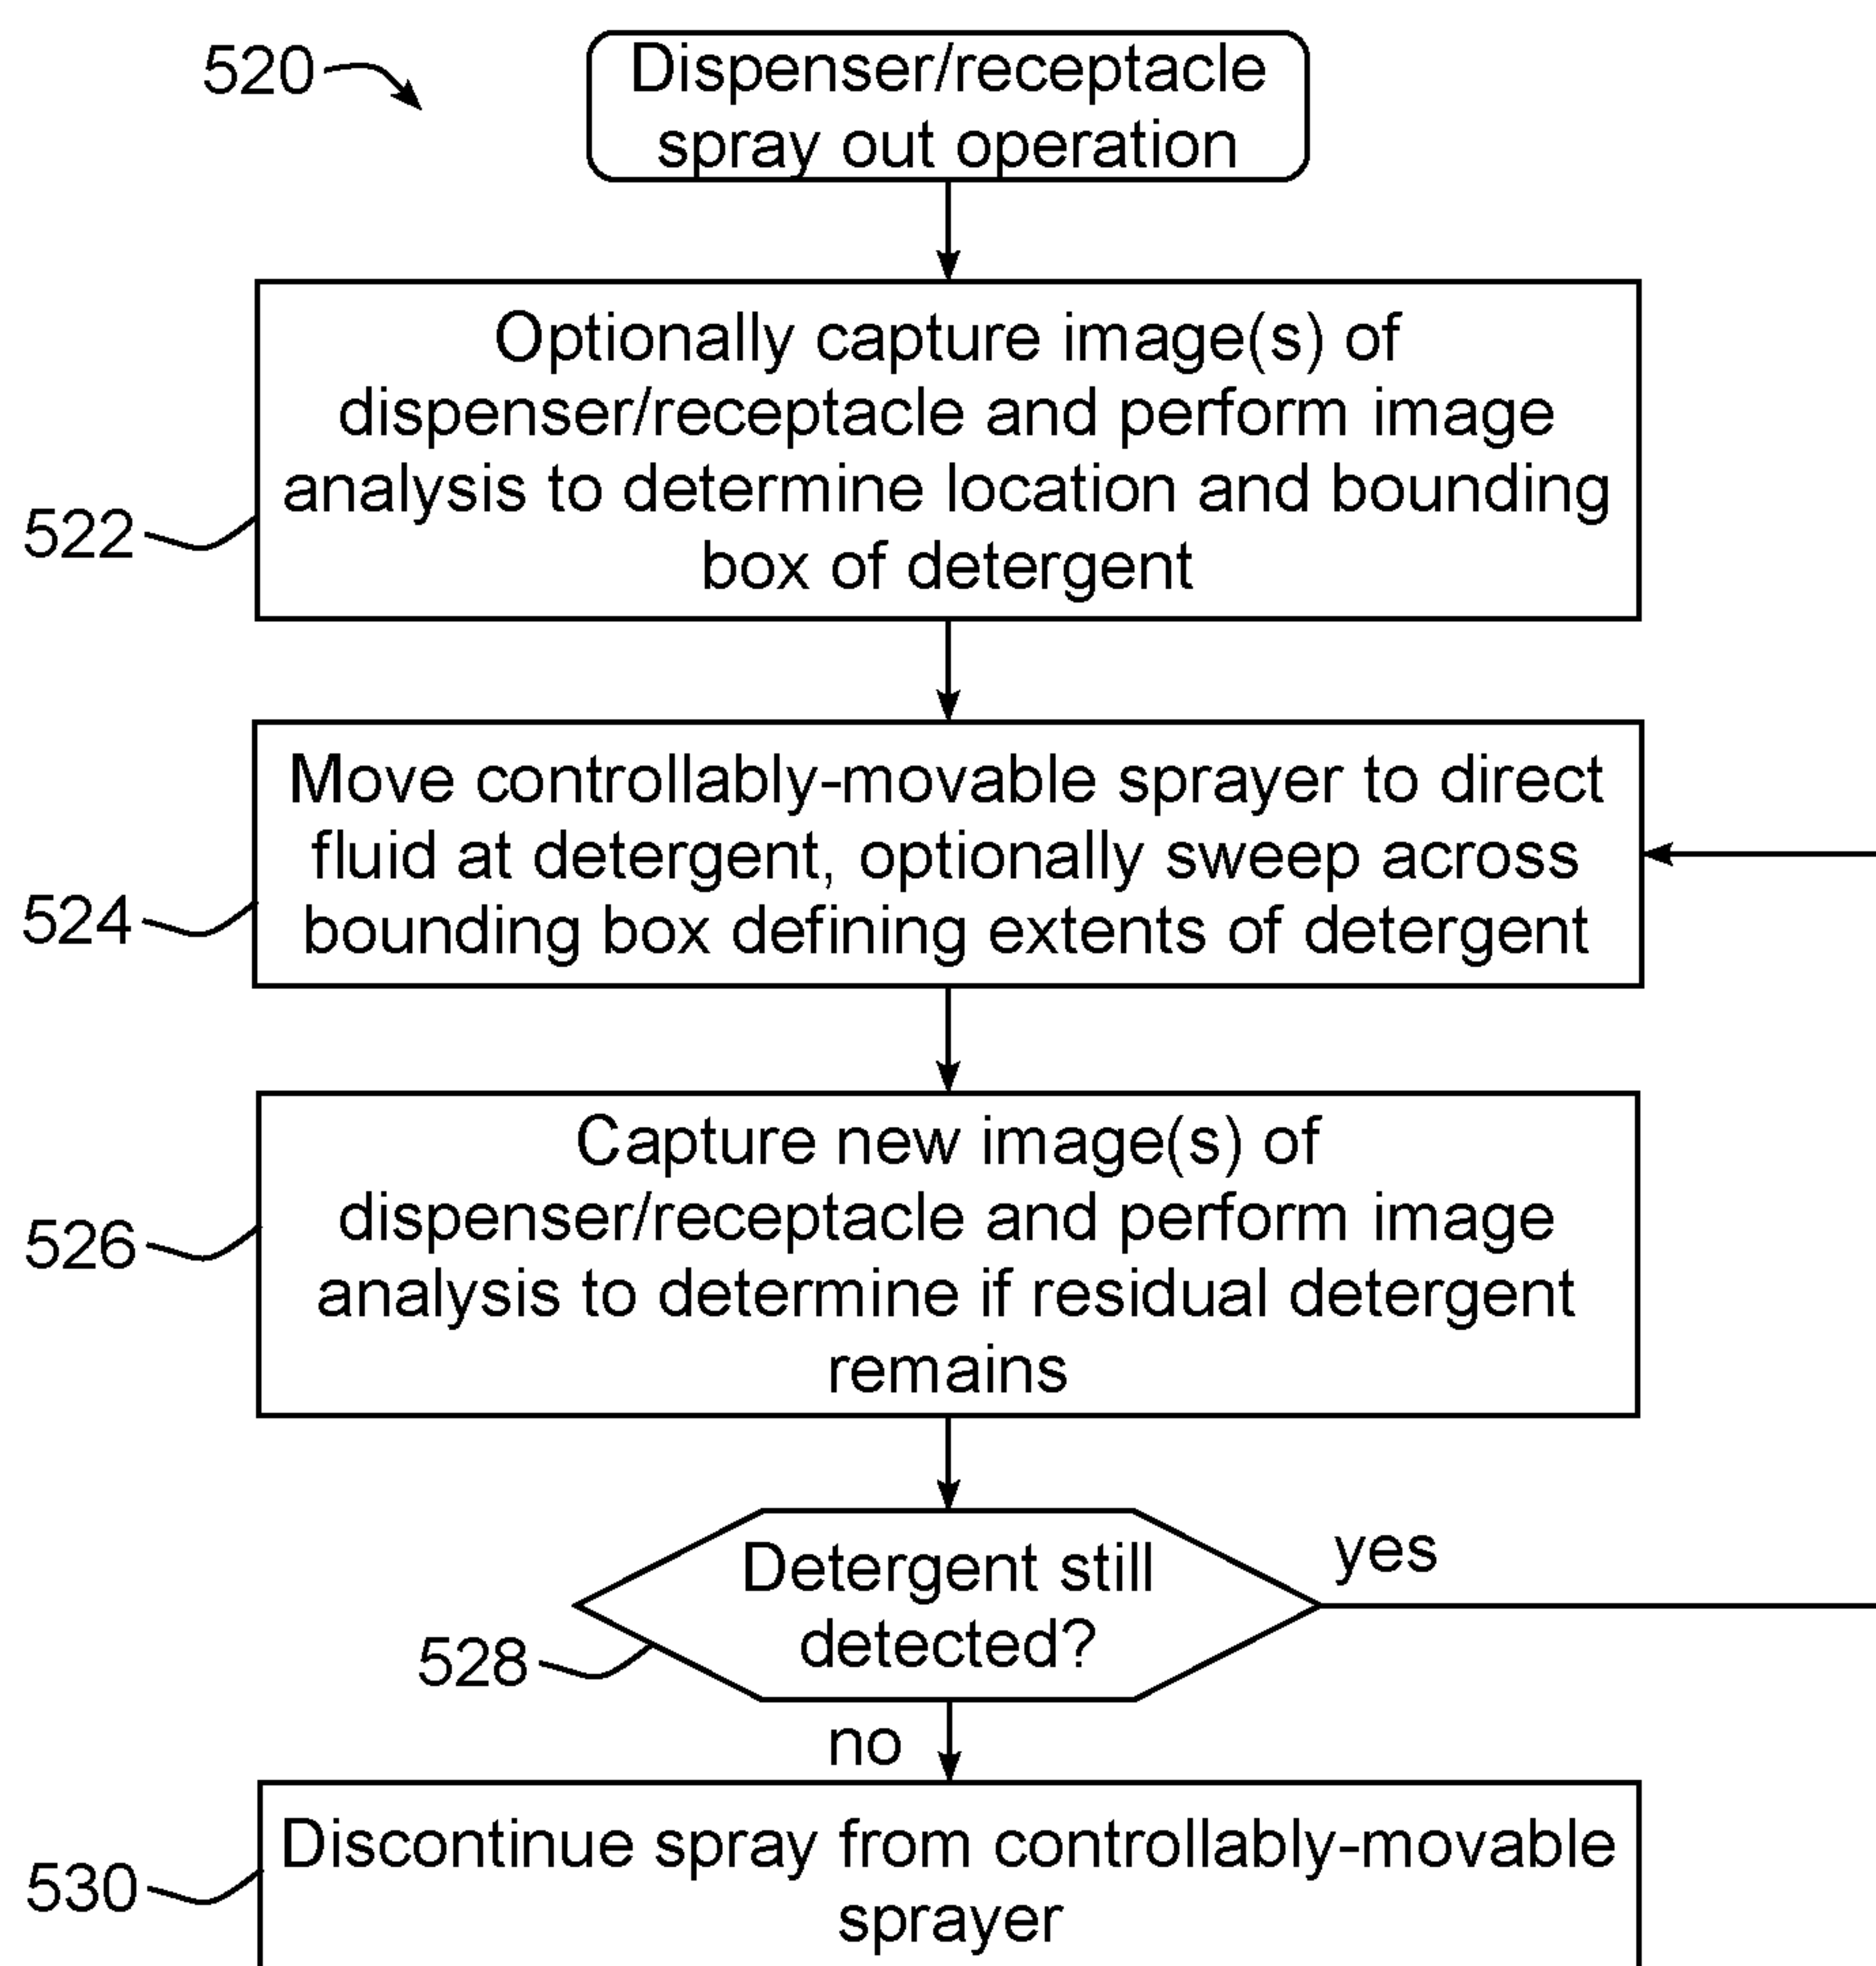 520
Dispenser/receptacle
spray out operation
Optionally capture image(s) of
dispenser/receptacle and perform image
analysis to determine location and bounding
box of detergent
522
Move controllably-movable sprayer to direct
fluid at detergent, optionally sweep across
bounding box defining extents of detergent
524
Capture new image(s) of
dispenser/receptacle and perform image
analysis to determine if residual detergent
remains
526
Detergent still
detected?
yes
528
no
Discontinue spray from controllably-movable
sprayer
530